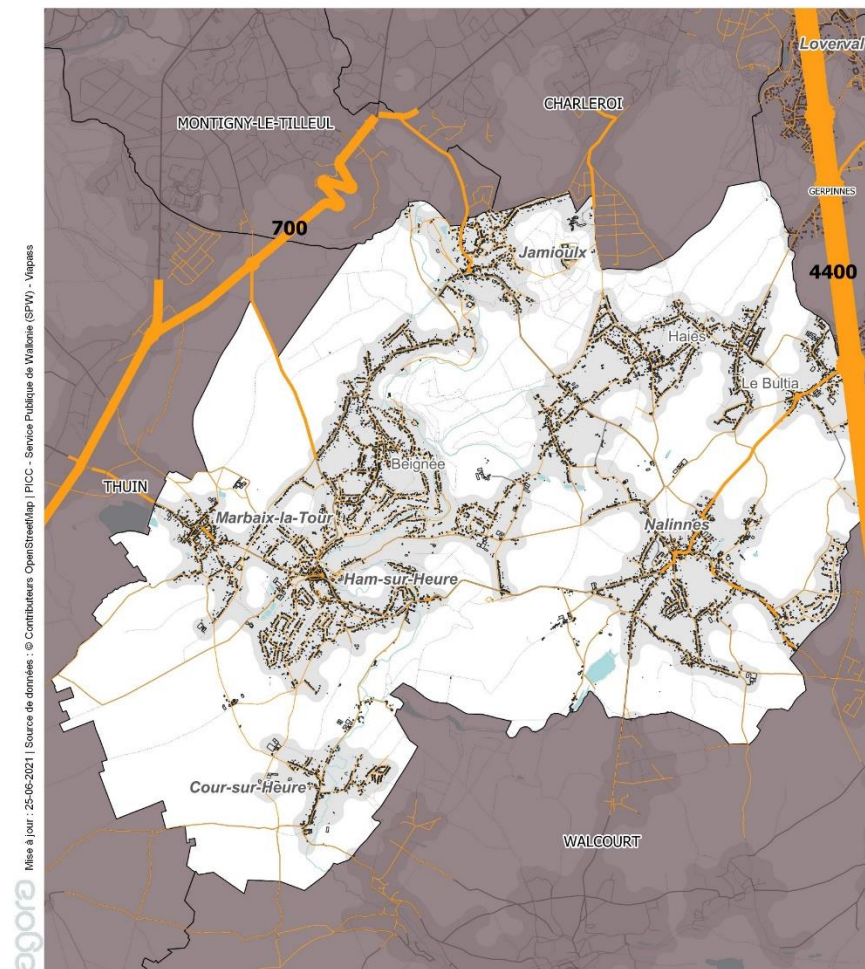 Loverval
CHARLEROI
MONTIGNY-LE-TILLEUL
GERPINNES
700
Jamioulx
4400
Haies
Le Bultia
Beignée
THUIN
Marbaix-la-Tour
Nalinnes
Ham-sur-Heure
Cour-sur-Heure
WALCOURT
Mise à jour : 25-06-2021 | Source de données : © Contributeurs OpenStreetMap | PICC - Service Publique de Wallonie (SPW) - Viapass
agora